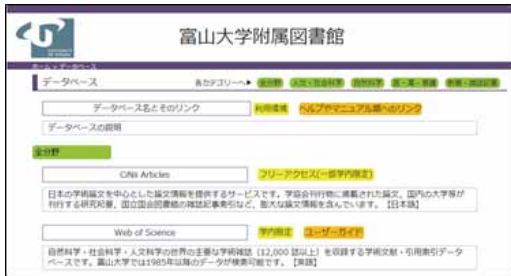 富山大学附属図書館
ホーム > データベース
データベース
各カテゴリーへ▶ 全分野 人文・社会科学 自然科学 医・薬・看護 新聞・雑誌記事
データベース名とそのリンク 利用環境 ヘルプやマニュアル類へのリンク
データベースの説明
全分野
CiNii Articles フリーアクセス(一部学内限定)
日本の学術論文を中心とした論文情報を提供するサービスです。学協会刊行物に掲載された論文、国内の大学等が
刊行する研究紀要、国立国会図書館の雑誌記事索引など、膨大な論文情報を含んでいます。【日本語】
Web of Science 学内限定 ユーザーガイド
自然科学・社会科学・人文科学の世界の主要な学術雑誌(12,000 誌以上)を収録する学術文献・引用索引データ
ベースです。富山大学では1985年以降のデータが検索可能です。【英語】